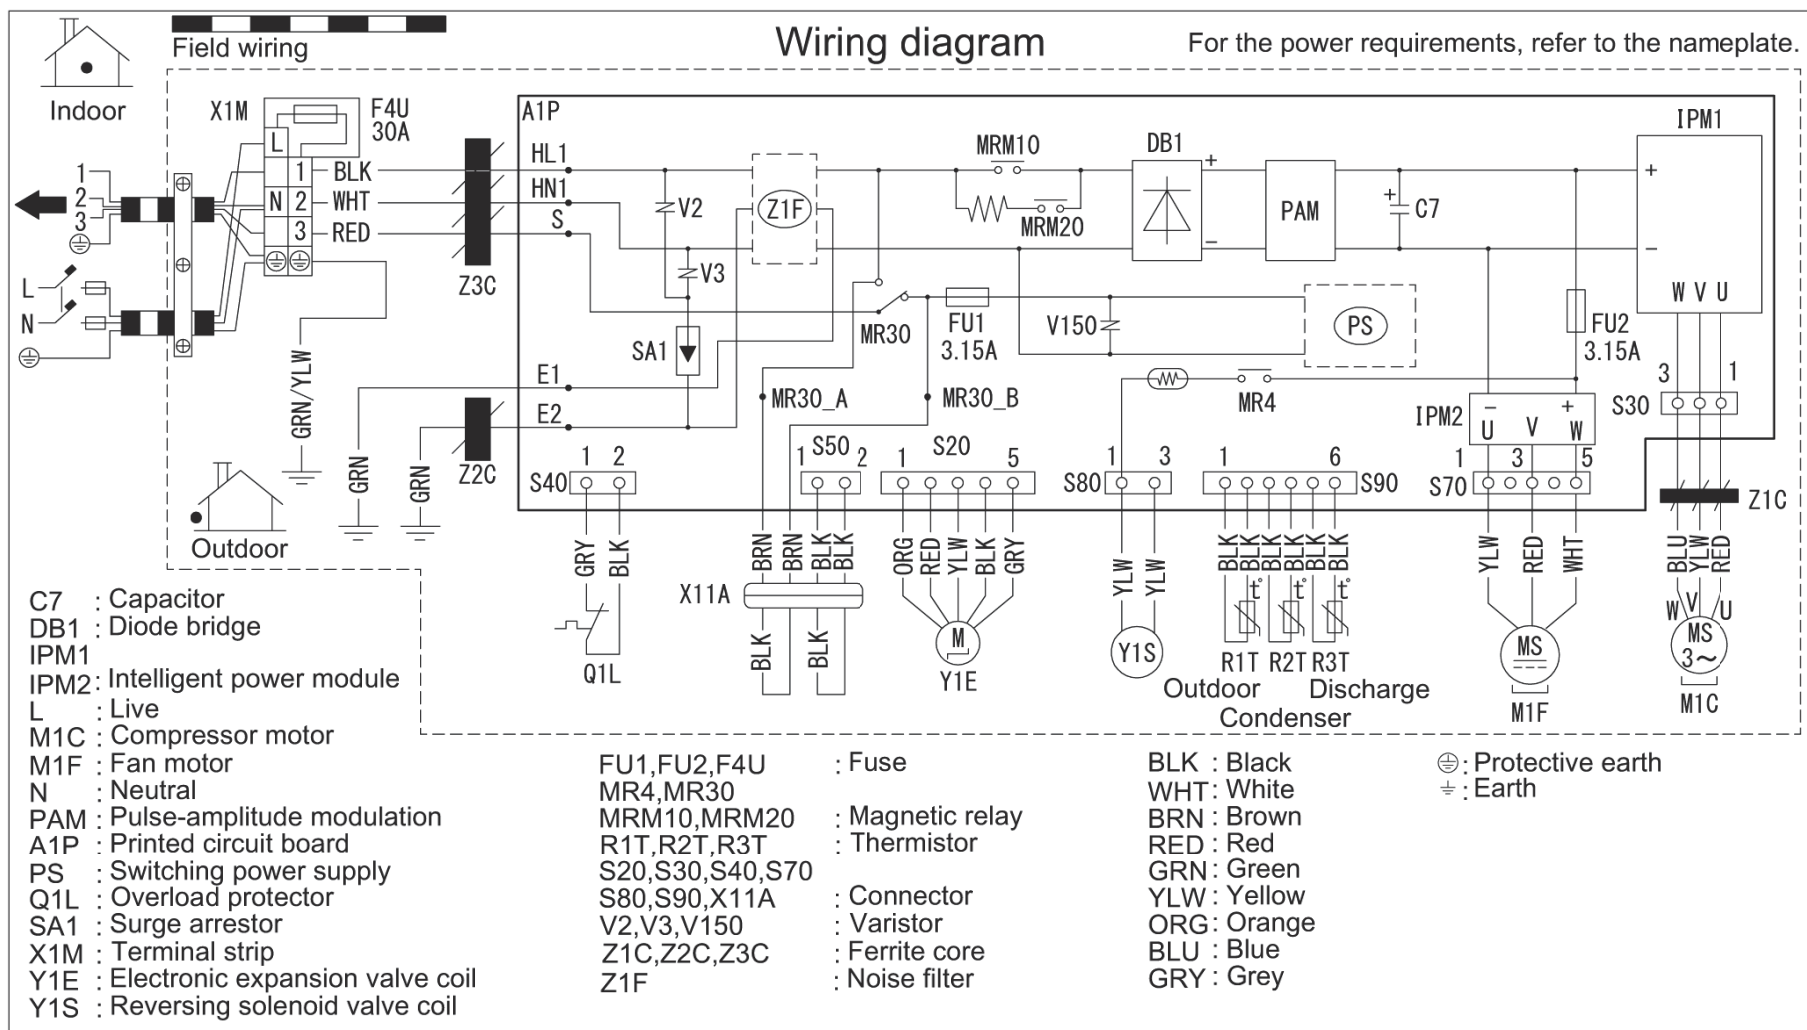 Wiring diagram
For the power requirements, refer to the nameplate.
Field wiring
Indoor
X1M
F4U
30A
A1P
L
1
BLK
N
2
WHT
3
RED
1
2
3
L
N
Z3C
HL1
HN1
S
V2
V3
Z1F
MRM10
MRM20
DB1
+
−
PAM
+
C7
IPM1
+
−
W V U
SA1
MR30
FU1
3.15A
V150
PS
FU2
3.15A
E1
E2
MR30_A
MR30_B
MR4
IPM2
− +
U V W
3 1
S30
GRN/YLW
GRN
GRN
Z2C
Outdoor
S40
1 2
S50
1 2
S20
1 5
S80
1 3
1 6
S90
S70
1 3 5
Z1C
GRY
BLK
Q1L
BRN
BRN
BLK
BLK
X11A
BLK
BLK
ORG
RED
YLW
BLK
GRY
M
Y1E
YLW
YLW
Y1S
BLK
BLK
BLK
BLK
BLK
BLK
t°
t°
t°
R1T R2T R3T
Outdoor Discharge
Condenser
YLW
RED
WHT
MS
M1F
BLU
YLW
RED
W V U
MS
3~
M1C
C7 : Capacitor
DB1 : Diode bridge
IPM1
IPM2 : Intelligent power module
L : Live
M1C : Compressor motor
M1F : Fan motor
N : Neutral
PAM : Pulse-amplitude modulation
A1P : Printed circuit board
PS : Switching power supply
Q1L : Overload protector
SA1 : Surge arrestor
X1M : Terminal strip
Y1E : Electronic expansion valve coil
Y1S : Reversing solenoid valve coil
FU1,FU2,F4U : Fuse
MR4,MR30
MRM10,MRM20 : Magnetic relay
R1T,R2T,R3T : Thermistor
S20,S30,S40,S70
S80,S90,X11A : Connector
V2,V3,V150 : Varistor
Z1C,Z2C,Z3C : Ferrite core
Z1F : Noise filter
BLK : Black
WHT : White
BRN : Brown
RED : Red
GRN : Green
YLW : Yellow
ORG : Orange
BLU : Blue
GRY : Grey
: Protective earth
: Earth